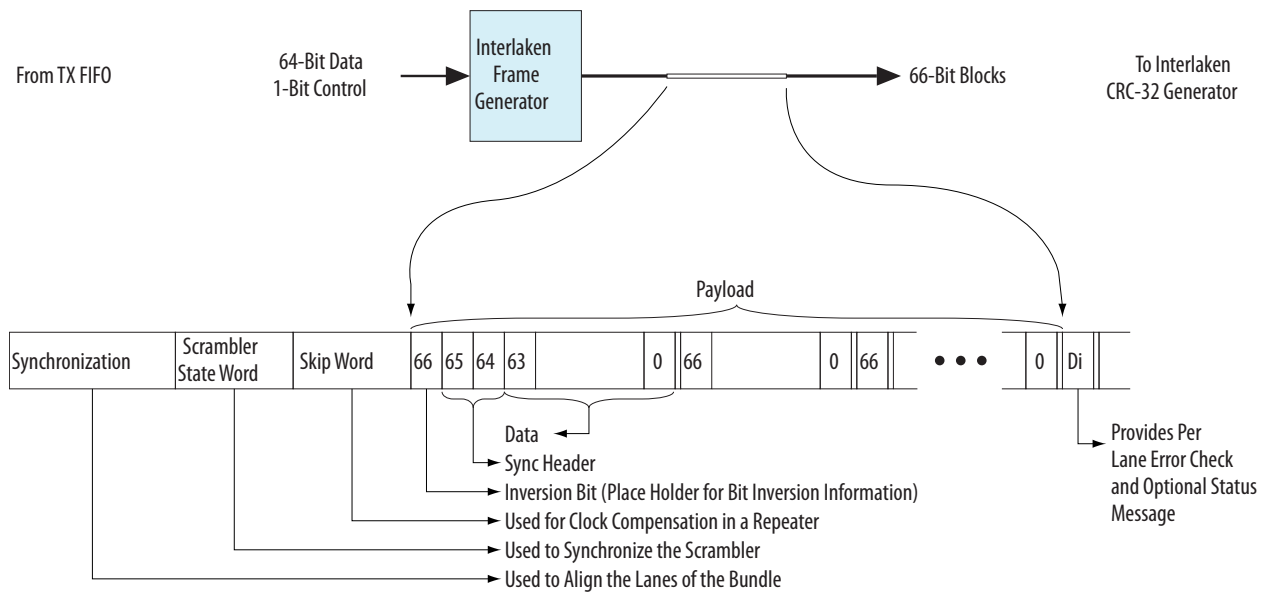 From TX FIFO
64-Bit Data
1-Bit Control
Interlaken
Frame
Generator
66-Bit Blocks
To Interlaken
CRC-32 Generator
Payload
Synchronization
Scrambler
State Word
Skip Word
66
65
64
63
0
66
0
66
0
Di
Data
Sync Header
Inversion Bit (Place Holder for Bit Inversion Information)
Used for Clock Compensation in a Repeater
Used to Synchronize the Scrambler
Used to Align the Lanes of the Bundle
Provides Per
Lane Error Check
and Optional Status
Message